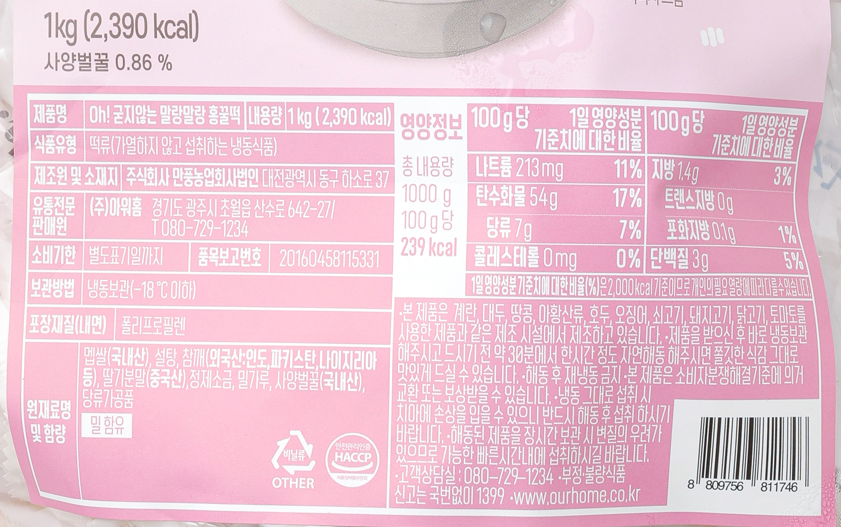 1kg (2,390 kcal)
사양벌꿀 0.86 %
제품명 Oh! 굳지않는 말랑말랑 홍꿀떡 내용량 1 kg ( 2,390 kcal)
식품유형 떡류(가열하지 않고 섭취하는 냉동식품)
제조원 및 소재지 주식회사 만풍농업회사법인 대전광역시 동구 하소로 37
유통전문
판매원
(주)아워홈 경기도 광주시 초월읍 산수로 642-27/
T 080-729-1234
소비기한 별도표기일까지 품목보고번호 20160458115331
보관방법 냉동보관(-18 ℃ 이하)
포장재질(내면) 폴리프로필렌
원재료명
및 함량
멥쌀(국내산), 설탕, 참깨(외국산:인도,파키스탄,나이지리아
등), 딸기분말(중국산),정제소금, 밀가루, 사양벌꿀(국내산),
당류가공품
밀 함유
비닐류
OTHER
안전관리인증
HACCP
영양정보
총 내용량
1000 g
100 g당
239 kcal
100 g당 1일 영양성분
기준치에 대한 비율
나트륨 213 mg 11%
탄수화물 54 g 17%
당류 7 g 7%
콜레스테롤 0 mg 0%
100 g당 1일 영양성분
기준치에 대한 비율
지방 1.4 g 3%
트랜스지방 0 g
포화지방 0.1 g 1%
단백질 3 g 5%
1일 영양성분 기준치에 대한 비율(%)은 2,000 kcal 기준이므로 개인의 필요 열량에 따라 다를 수 있습니다.
·본 제품은 계란, 대두, 땅콩, 아황산류, 호두, 오징어, 쇠고기, 돼지고기, 닭고기, 토마토를
사용한 제품과 같은 제조 시설에서 제조하고 있습니다. ·제품을 받으신 후 바로 냉동보관
해주시고 드시기 전 약 30분에서 한시간 정도 자연해동 해주시면 쫄깃한 식감 그대로
맛있게 드실 수 있습니다. ·해동 후 재냉동 금지 ·본 제품은 소비자분쟁해결기준에 의거
교환 또는 보상받을 수 있습니다. ·냉동 그대로 섭취 시
치아에 손상을 입을 수 있으니 반드시 해동 후 섭취 하시기
바랍니다. ·해동된 제품을 장시간 보관 시 변질의 우려가
있으므로 가능한 빠른시간내에 섭취하시길 바랍니다.
·고객상담실 : 080-729-1234 ·부정·불량식품
신고는 국번없이 1399 ·www.ourhome.co.kr
8 809756 811746